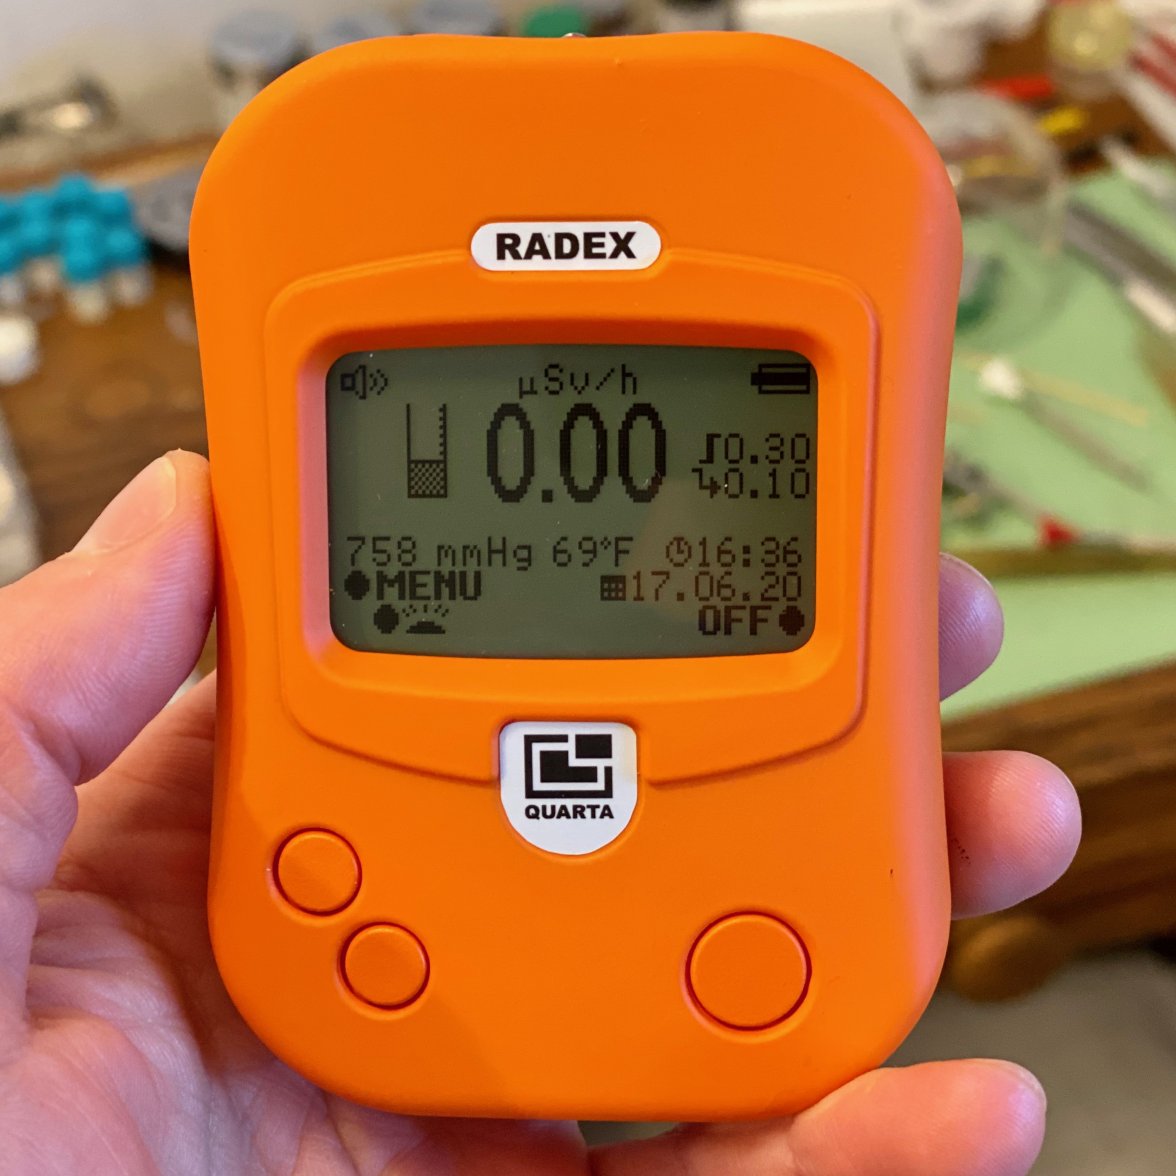 RADEX
µSv/h
0.00
0.30
0.10
758 mmHg 69°F 16:36
MENU 17.06.20
OFF
QUARTA